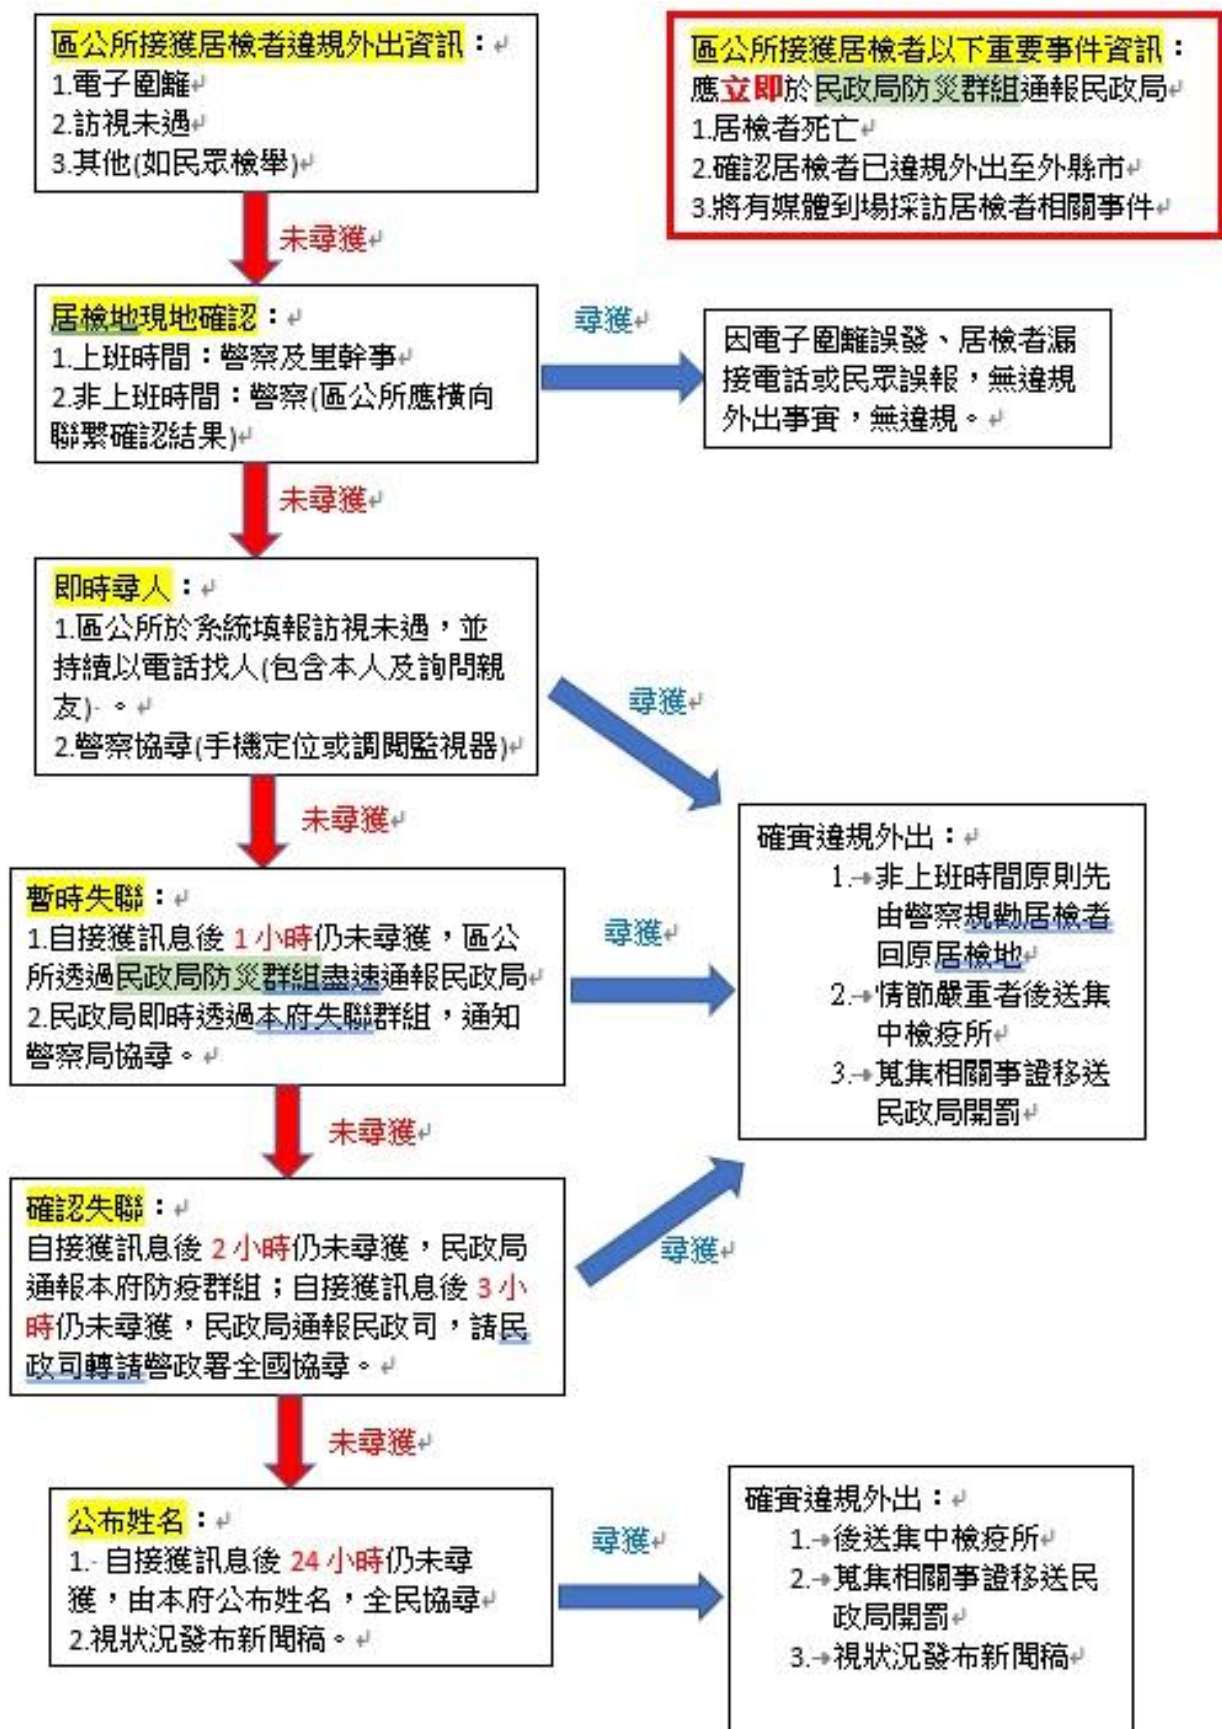 區公所接獲居檢者違規外出資訊：
1.電子圍籬
2.訪視未遇
3.其他(如民眾檢舉)
區公所接獲居檢者以下重要事件資訊：
應立即於民政局防災群組通報民政局
1.居檢者死亡
2.確認居檢者已違規外出至外縣市
3.將有媒體到場採訪居檢者相關事件
未尋獲
居檢地現地確認：
1.上班時間：警察及里幹事
2.非上班時間：警察(區公所應橫向
聯繫確認結果)
尋獲
因電子圍籬誤發、居檢者漏
接電話或民眾誤報，無違規
外出事實，無違規。
未尋獲
即時尋人：
1.區公所於系統填報訪視未遇，並
持續以電話找人(包含本人及詢問親
友)。
2.警察協尋(手機定位或調閱監視器)
尋獲
未尋獲
暫時失聯：
1.自接獲訊息後 1 小時仍未尋獲，區公
所透過民政局防災群組盡速通報民政局
2.民政局即時透過本府失聯群組，通知
警察局協尋。
尋獲
確實違規外出：
1.非上班時間原則先
由警察規勸居檢者
回原居檢地
2.情節嚴重者後送集
中檢疫所
3.蒐集相關事證移送
民政局開罰
未尋獲
確認失聯：
自接獲訊息後 2 小時仍未尋獲，民政局
通報本府防疫群組；自接獲訊息後 3 小
時仍未尋獲，民政局通報民政司，請民
政司轉請警政署全國協尋。
尋獲
未尋獲
公布姓名：
1. 自接獲訊息後 24 小時仍未尋
獲，由本府公布姓名，全民協尋
2.視狀況發布新聞稿。
尋獲
確實違規外出：
1.後送集中檢疫所
2.蒐集相關事證移送民
政局開罰
3.視狀況發布新聞稿